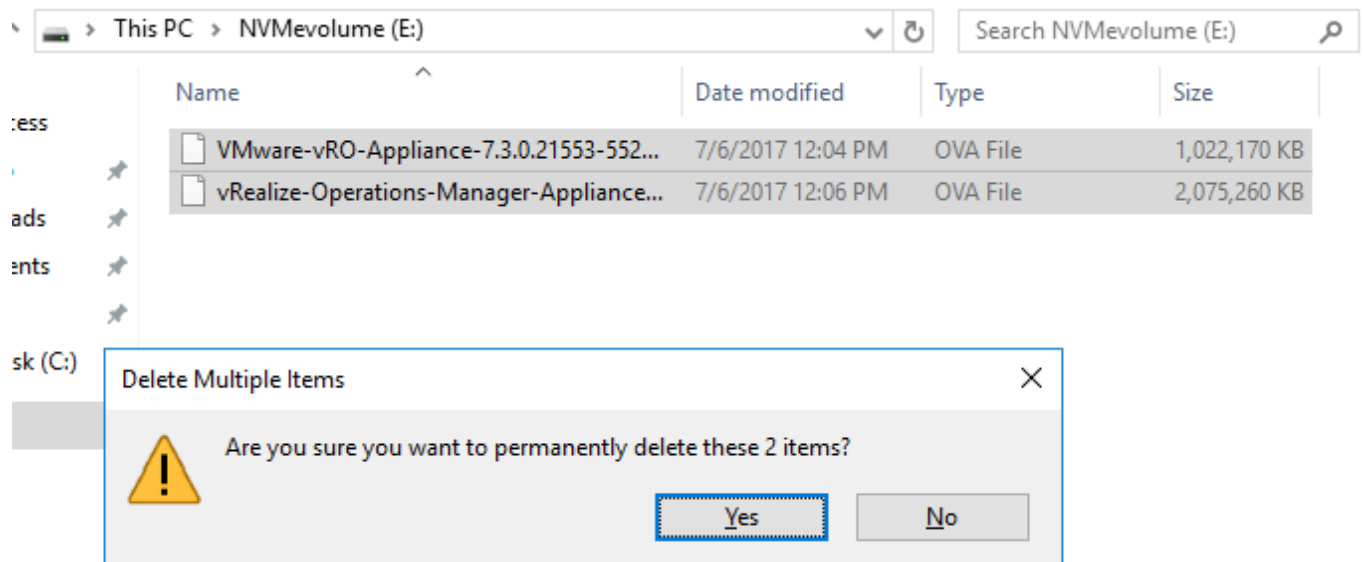 This PC > NVMevolume (E:) Search NVMevolume (E:)
Name Date modified Type Size
cess
VMware-vRO-Appliance-7.3.0.21553-552... 7/6/2017 12:04 PM OVA File 1,022,170 KB
vRealize-Operations-Manager-Appliance... 7/6/2017 12:06 PM OVA File 2,075,260 KB
ads
ents
sk (C:)
Delete Multiple Items
Are you sure you want to permanently delete these 2 items?
Yes No